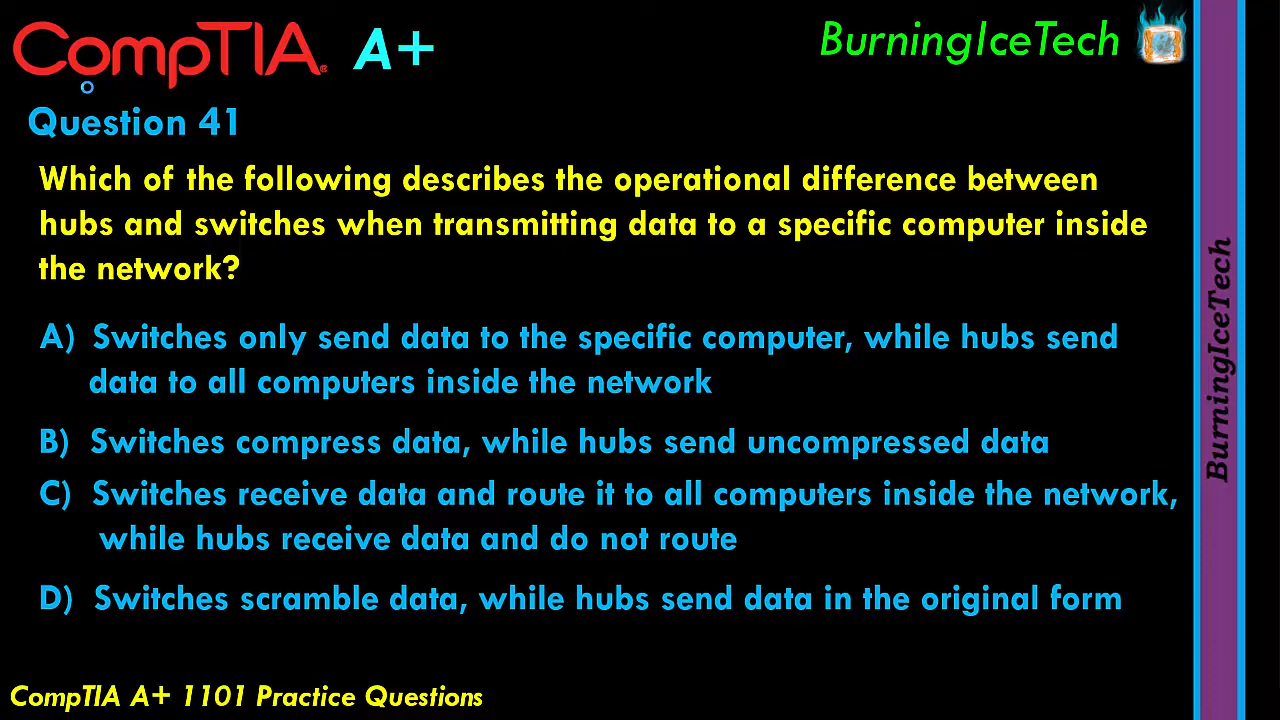 CompTIA® A+
BurningIceTech
Question 41
Which of the following describes the operational difference between
hubs and switches when transmitting data to a specific computer inside
the network?
A) Switches only send data to the specific computer, while hubs send
data to all computers inside the network
B) Switches compress data, while hubs send uncompressed data
C) Switches receive data and route it to all computers inside the network,
while hubs receive data and do not route
D) Switches scramble data, while hubs send data in the original form
CompTIA A+ 1101 Practice Questions
BurningIceTech